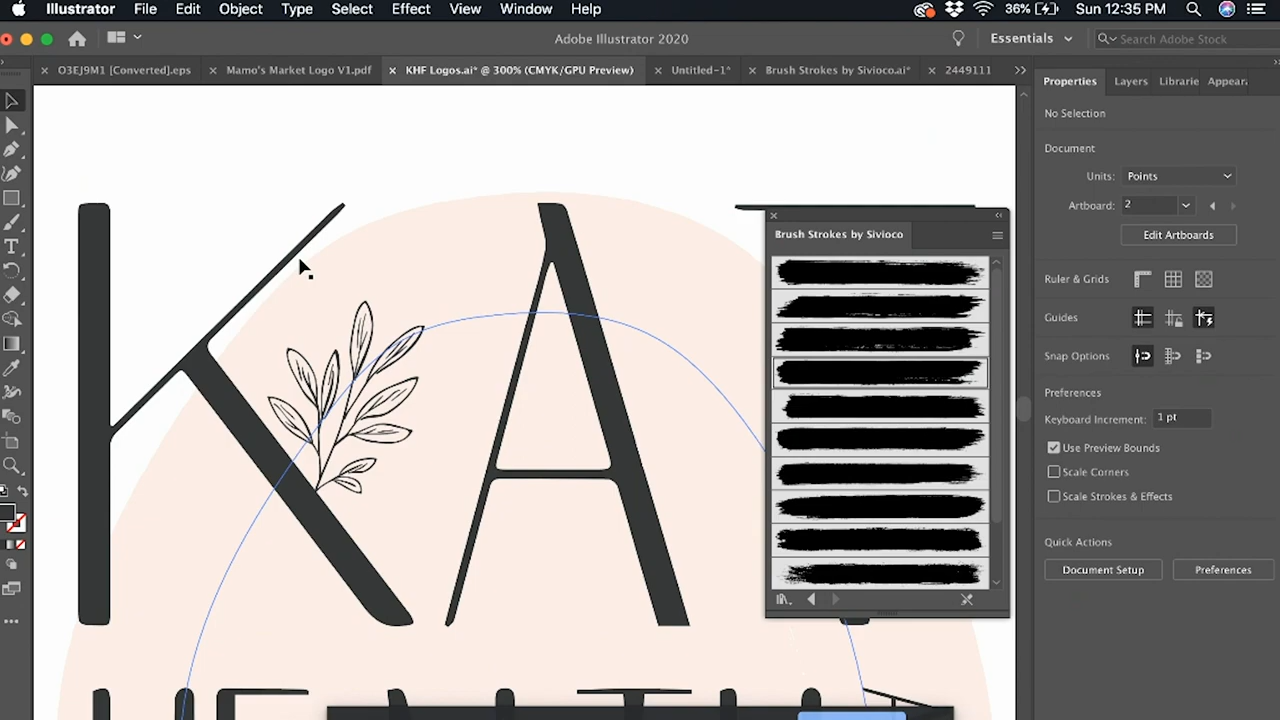 Illustrator File Edit Object Type Select Effect View Window Help 36% Sun 12:35 PM
Adobe Illustrator 2020 Essentials Search Adobe Stock
O3EJ9M1 [Converted].eps Mamo's Market Logo V1.pdf KHF Logos.ai* @ 300% (CMYK/GPU Preview) Untitled-1* Brush Strokes by Sivioco.ai* 2449111
Properties Layers Librarie Appear
No Selection
Document
Units: Points
Artboard: 2
Edit Artboards
Ruler & Grids
Guides
Snap Options
Preferences
Keyboard Increment: 1 pt
Use Preview Bounds
Scale Corners
Scale Strokes & Effects
Quick Actions
Document Setup Preferences
Brush Strokes by Sivioco
KA